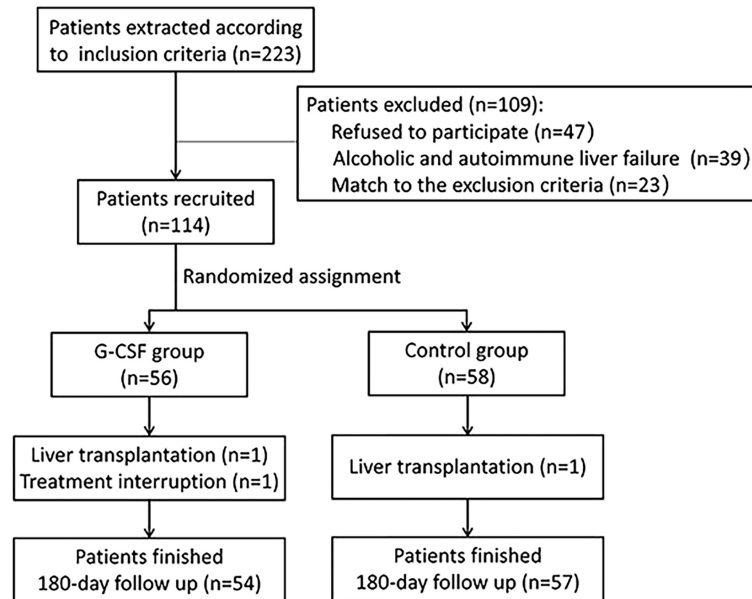 Patients extracted according
to inclusion criteria (n=223)
Patients excluded (n=109):
Refused to participate (n=47)
Alcoholic and autoimmune liver failure (n=39)
Match to the exclusion criteria (n=23)
Patients recruited
(n=114)
Randomized assignment
G-CSF group
(n=56)
Control group
(n=58)
Liver transplantation (n=1)
Treatment interruption (n=1)
Liver transplantation (n=1)
Patients finished
180-day follow up (n=54)
Patients finished
180-day follow up (n=57)